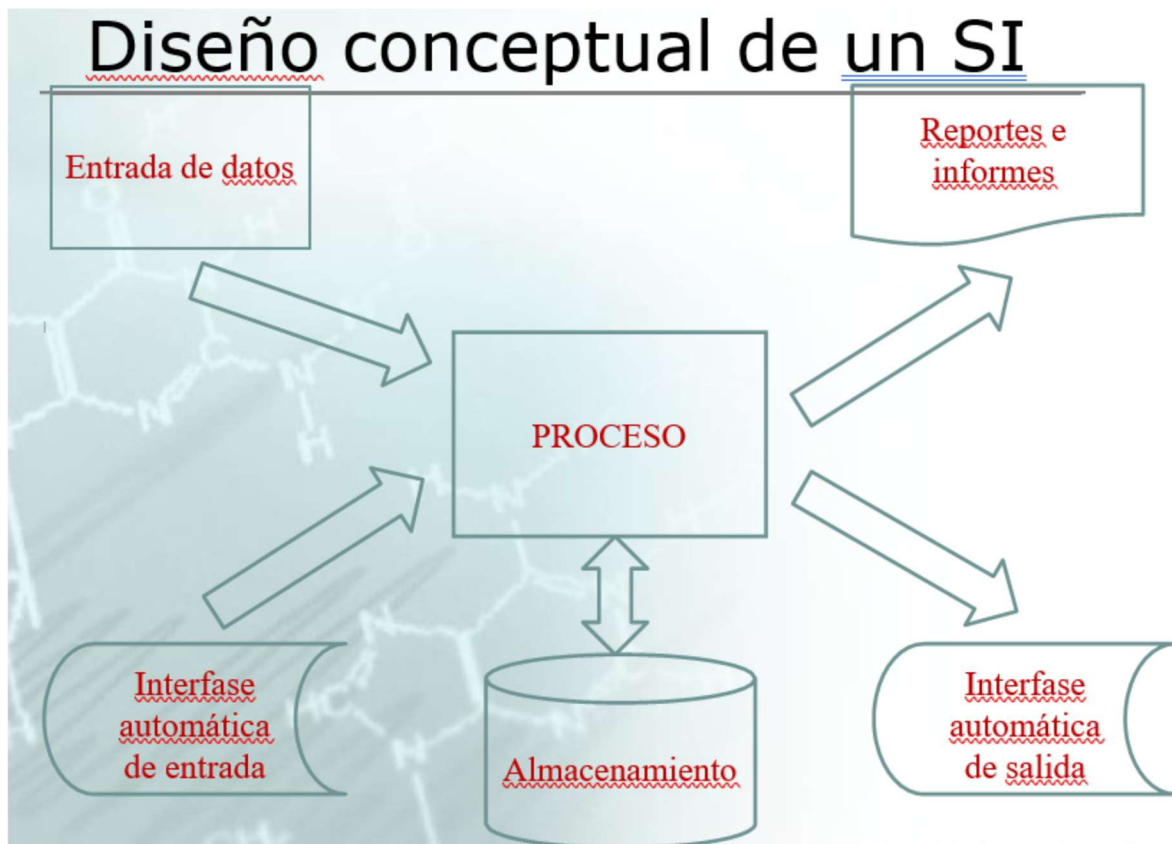 Diseño conceptual de un SI
Entrada de datos
Reportes e
informes
PROCESO
Interfase
automática
de entrada
Almacenamiento
Interfase
automática
de salida